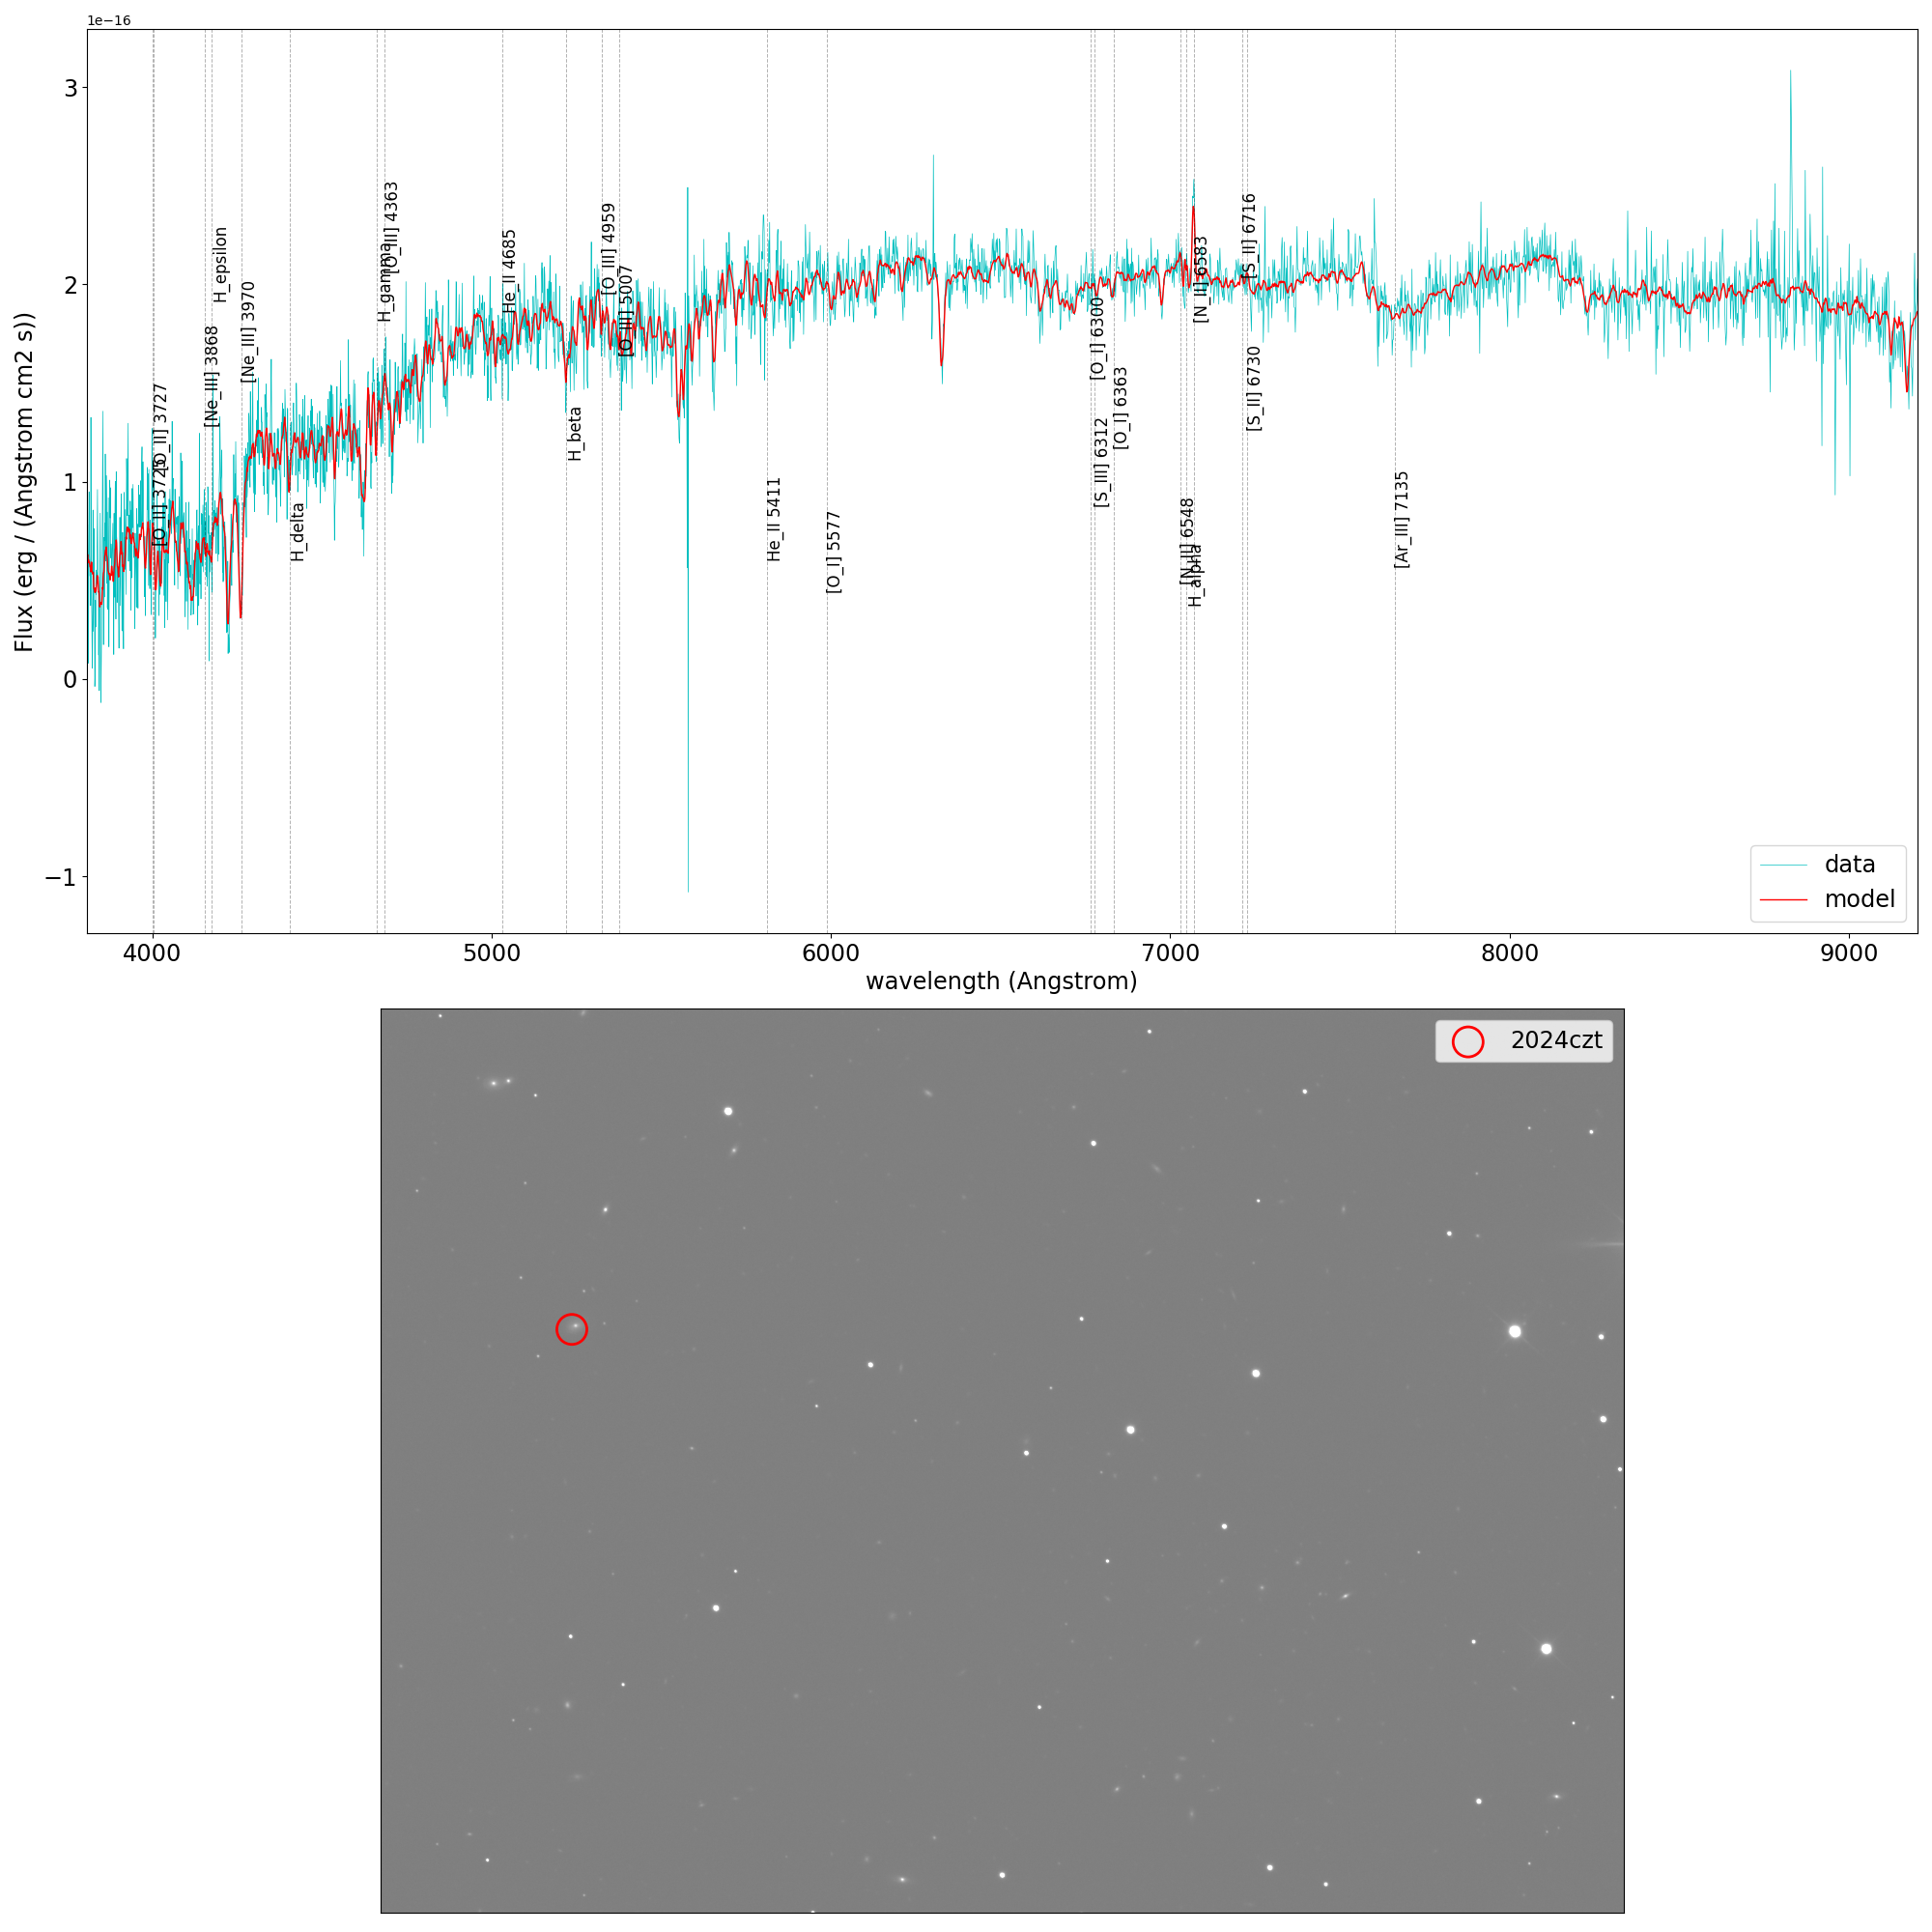 1e−16
Flux (erg / (Angstrom cm2 s))
3
2
1
0
−1
[O_II] 3726
[O_II] 3727
[Ne_III] 3868
H_epsilon
[Ne_III] 3970
H_delta
H_gamma
[O_III] 4363
He_II 4685
H_beta
[O_III] 4959
[O_III] 5007
He_II 5411
[O_I] 5577
[O_I] 6300
[S_III] 6312
[O_I] 6363
[N_II] 6548
H_alpha
[N_II] 6583
[S_II] 6716
[S_II] 6730
[Ar_III] 7135
data
model
4000 5000 6000 7000 8000 9000
wavelength (Angstrom)
2024czt